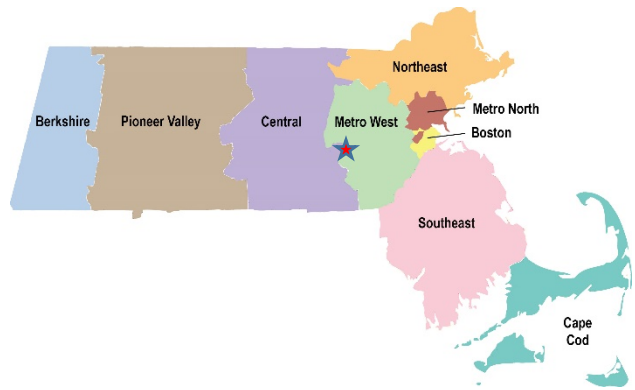 Northeast
Metro North
Berkshire
Pioneer Valley
Central
Metro West
Boston
Southeast
Cape
Cod